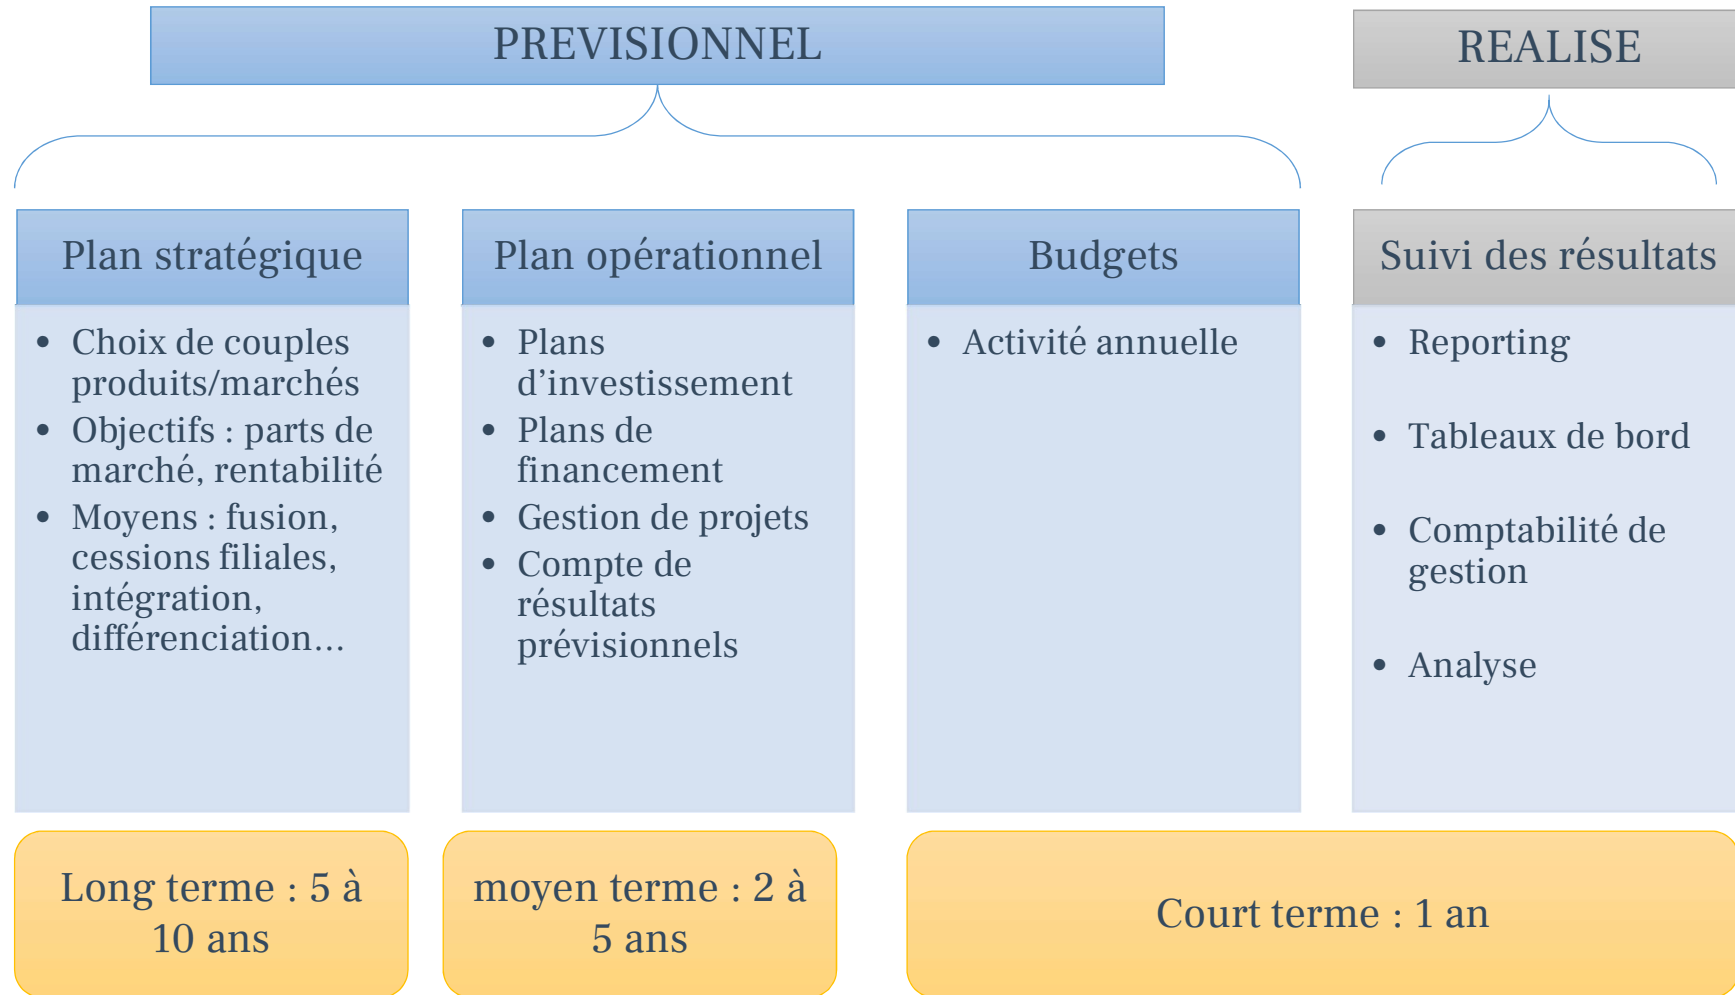 PREVISIONNEL
REALISE
Plan stratégique
• Choix de couples
produits/marchés
• Objectifs : parts de
marché, rentabilité
• Moyens : fusion,
cessions filiales,
intégration,
différenciation…
Plan opérationnel
• Plans
d’investissement
• Plans de
financement
• Gestion de projets
• Compte de
résultats
prévisionnels
Budgets
• Activité annuelle
Suivi des résultats
• Reporting
• Tableaux de bord
• Comptabilité de
gestion
• Analyse
Long terme : 5 à
10 ans
moyen terme : 2 à
5 ans
Court terme : 1 an